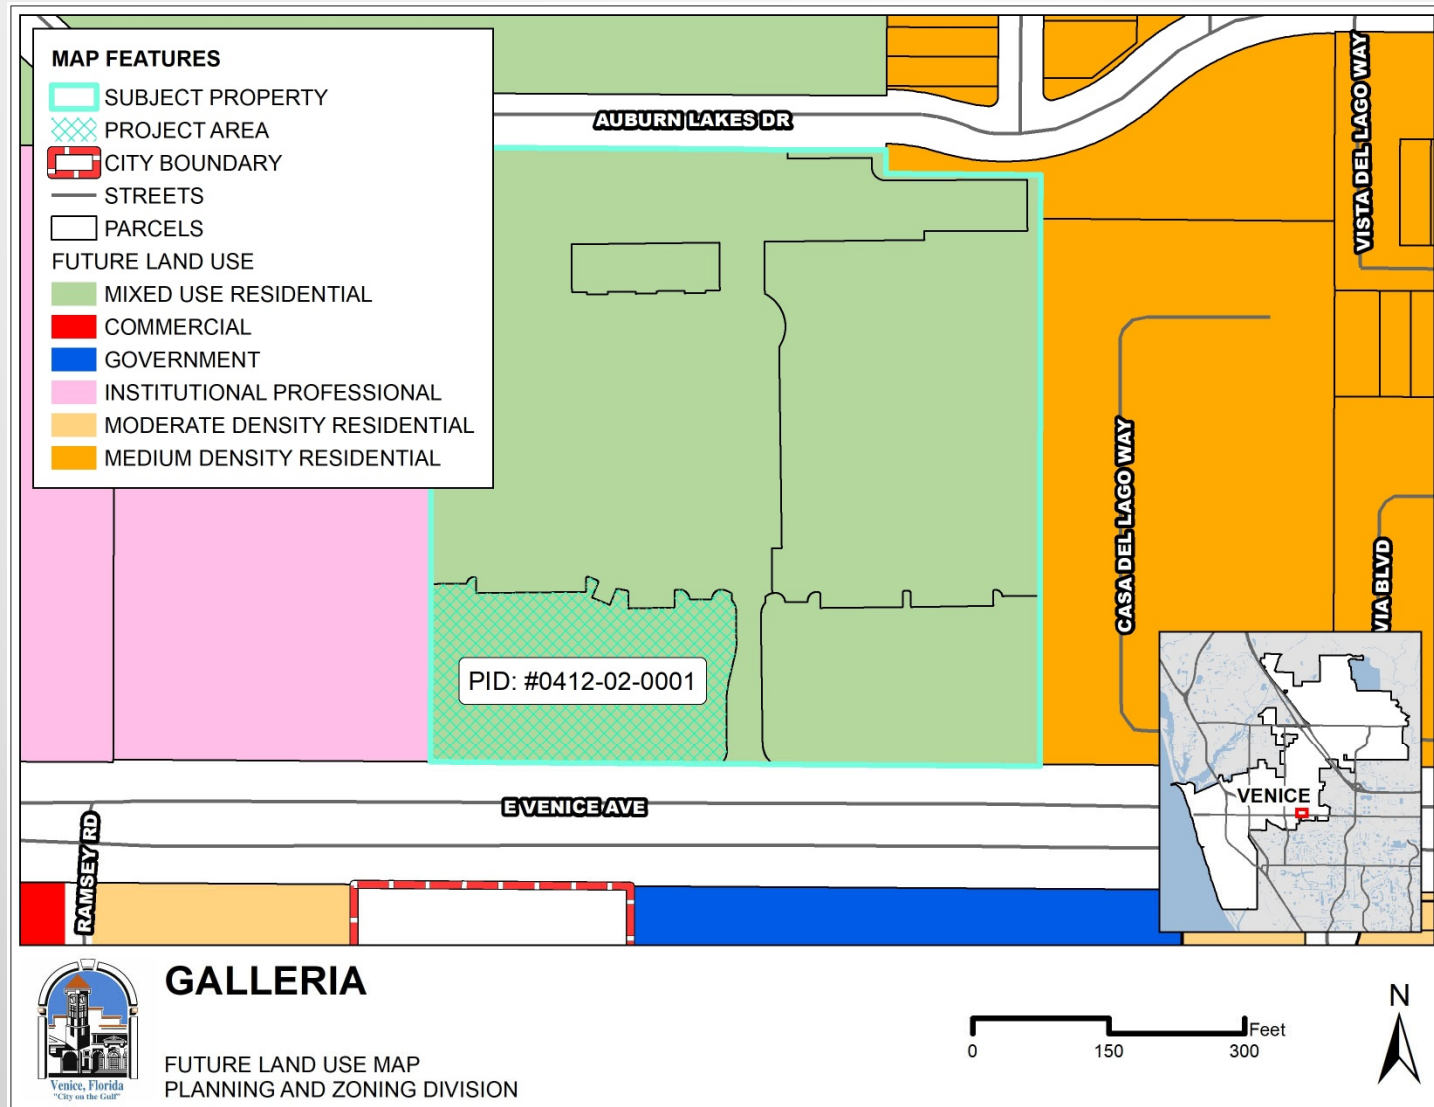 MAP FEATURES
SUBJECT PROPERTY
PROJECT AREA
CITY BOUNDARY
STREETS
PARCELS
FUTURE LAND USE
MIXED USE RESIDENTIAL
COMMERCIAL
GOVERNMENT
INSTITUTIONAL PROFESSIONAL
MODERATE DENSITY RESIDENTIAL
MEDIUM DENSITY RESIDENTIAL
AUBURN LAKES DR
VISTA DEL LAGO WAY
CASA DEL LAGO WAY
VIA BLVD
PID: #0412-02-0001
E VENICE AVE
RAMSEY RD
VENICE
GALLERIA
FUTURE LAND USE MAP
PLANNING AND ZONING DIVISION
Venice, Florida
"City on the Gulf"
Feet
0 150 300
N